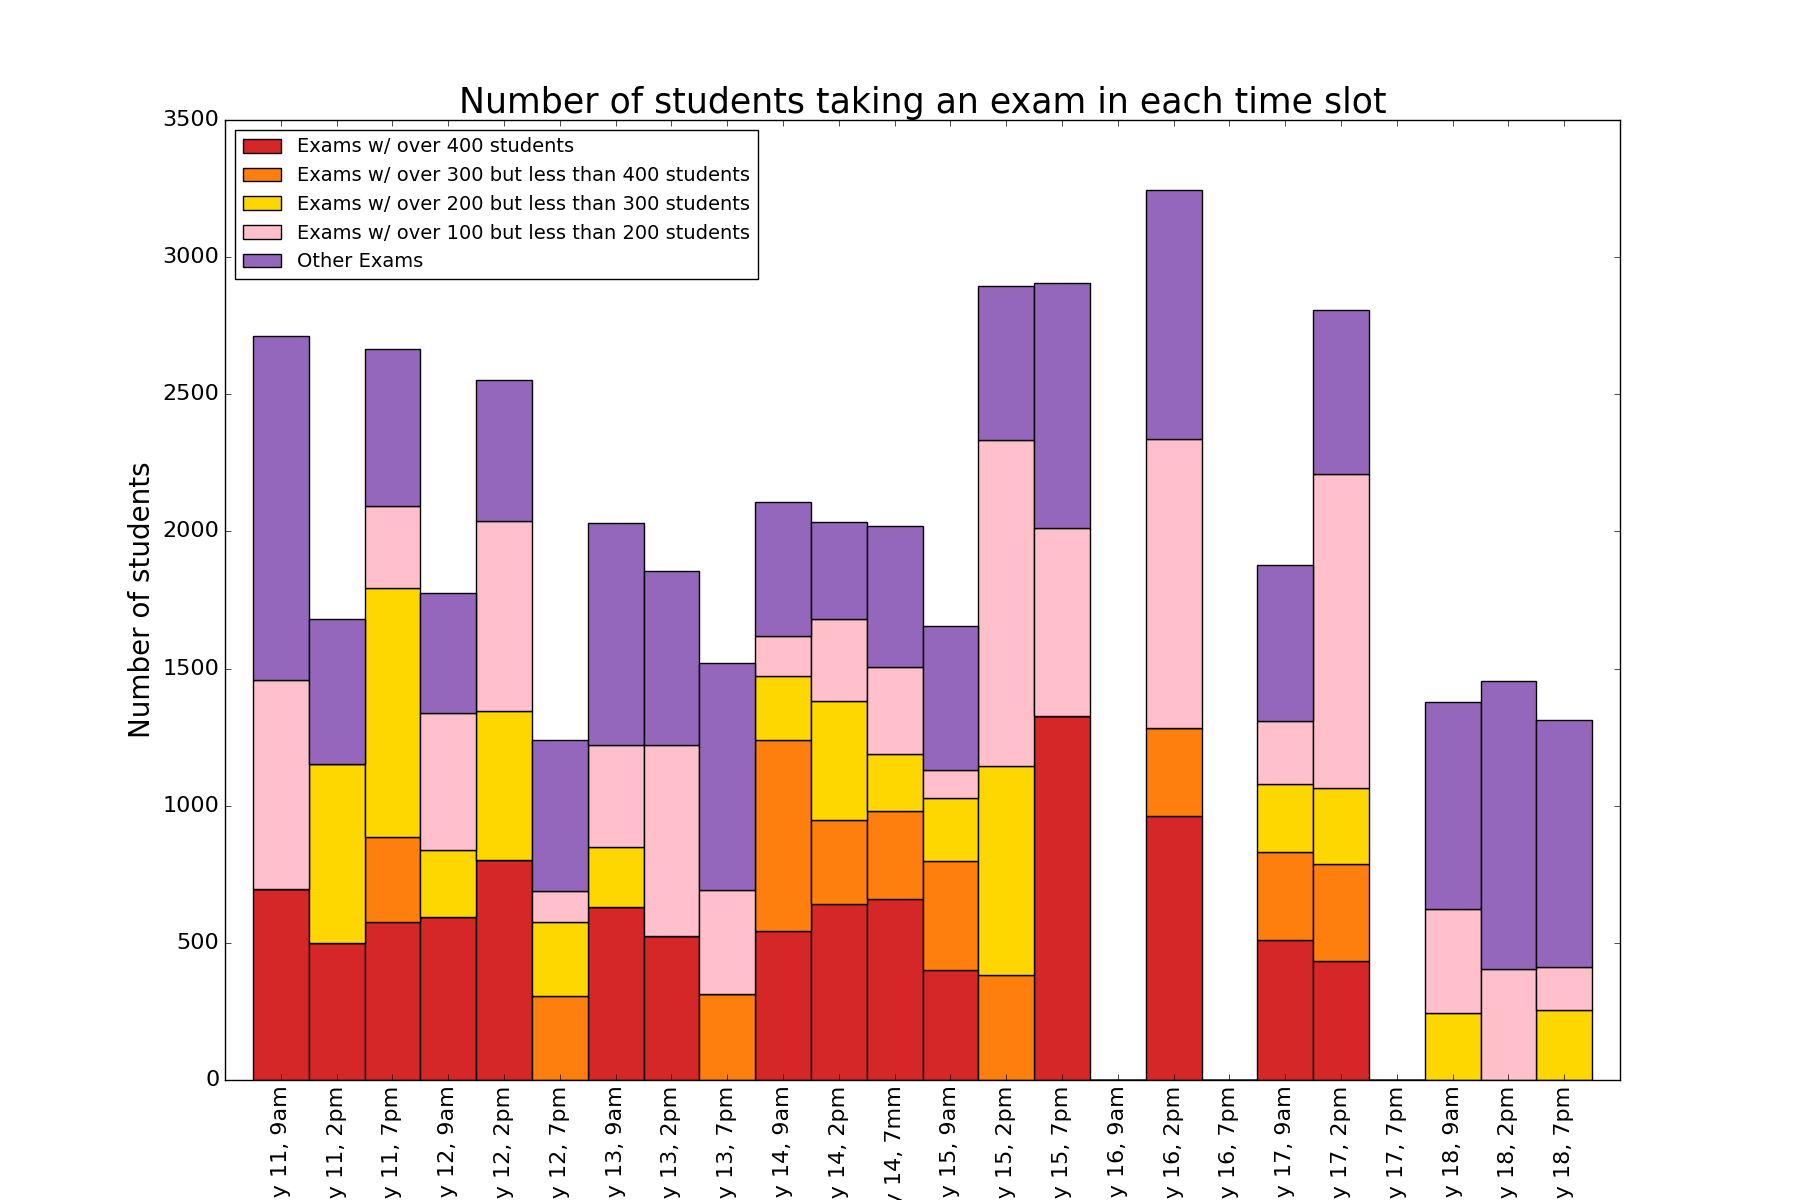 Number of students taking an exam in each time slot
Exams w/ over 400 students
Exams w/ over 300 but less than 400 students
Exams w/ over 200 but less than 300 students
Exams w/ over 100 but less than 200 students
Other Exams
Number of students
3500
3000
2500
2000
1500
1000
500
0
y 11, 9am
y 11, 2pm
y 11, 7pm
y 12, 9am
y 12, 2pm
y 12, 7pm
y 13, 9am
y 13, 2pm
y 13, 7pm
y 14, 9am
y 14, 2pm
y 14, 7mm
y 15, 9am
y 15, 2pm
y 15, 7pm
y 16, 9am
y 16, 2pm
y 16, 7pm
y 17, 9am
y 17, 2pm
y 17, 7pm
y 18, 9am
y 18, 2pm
y 18, 7pm